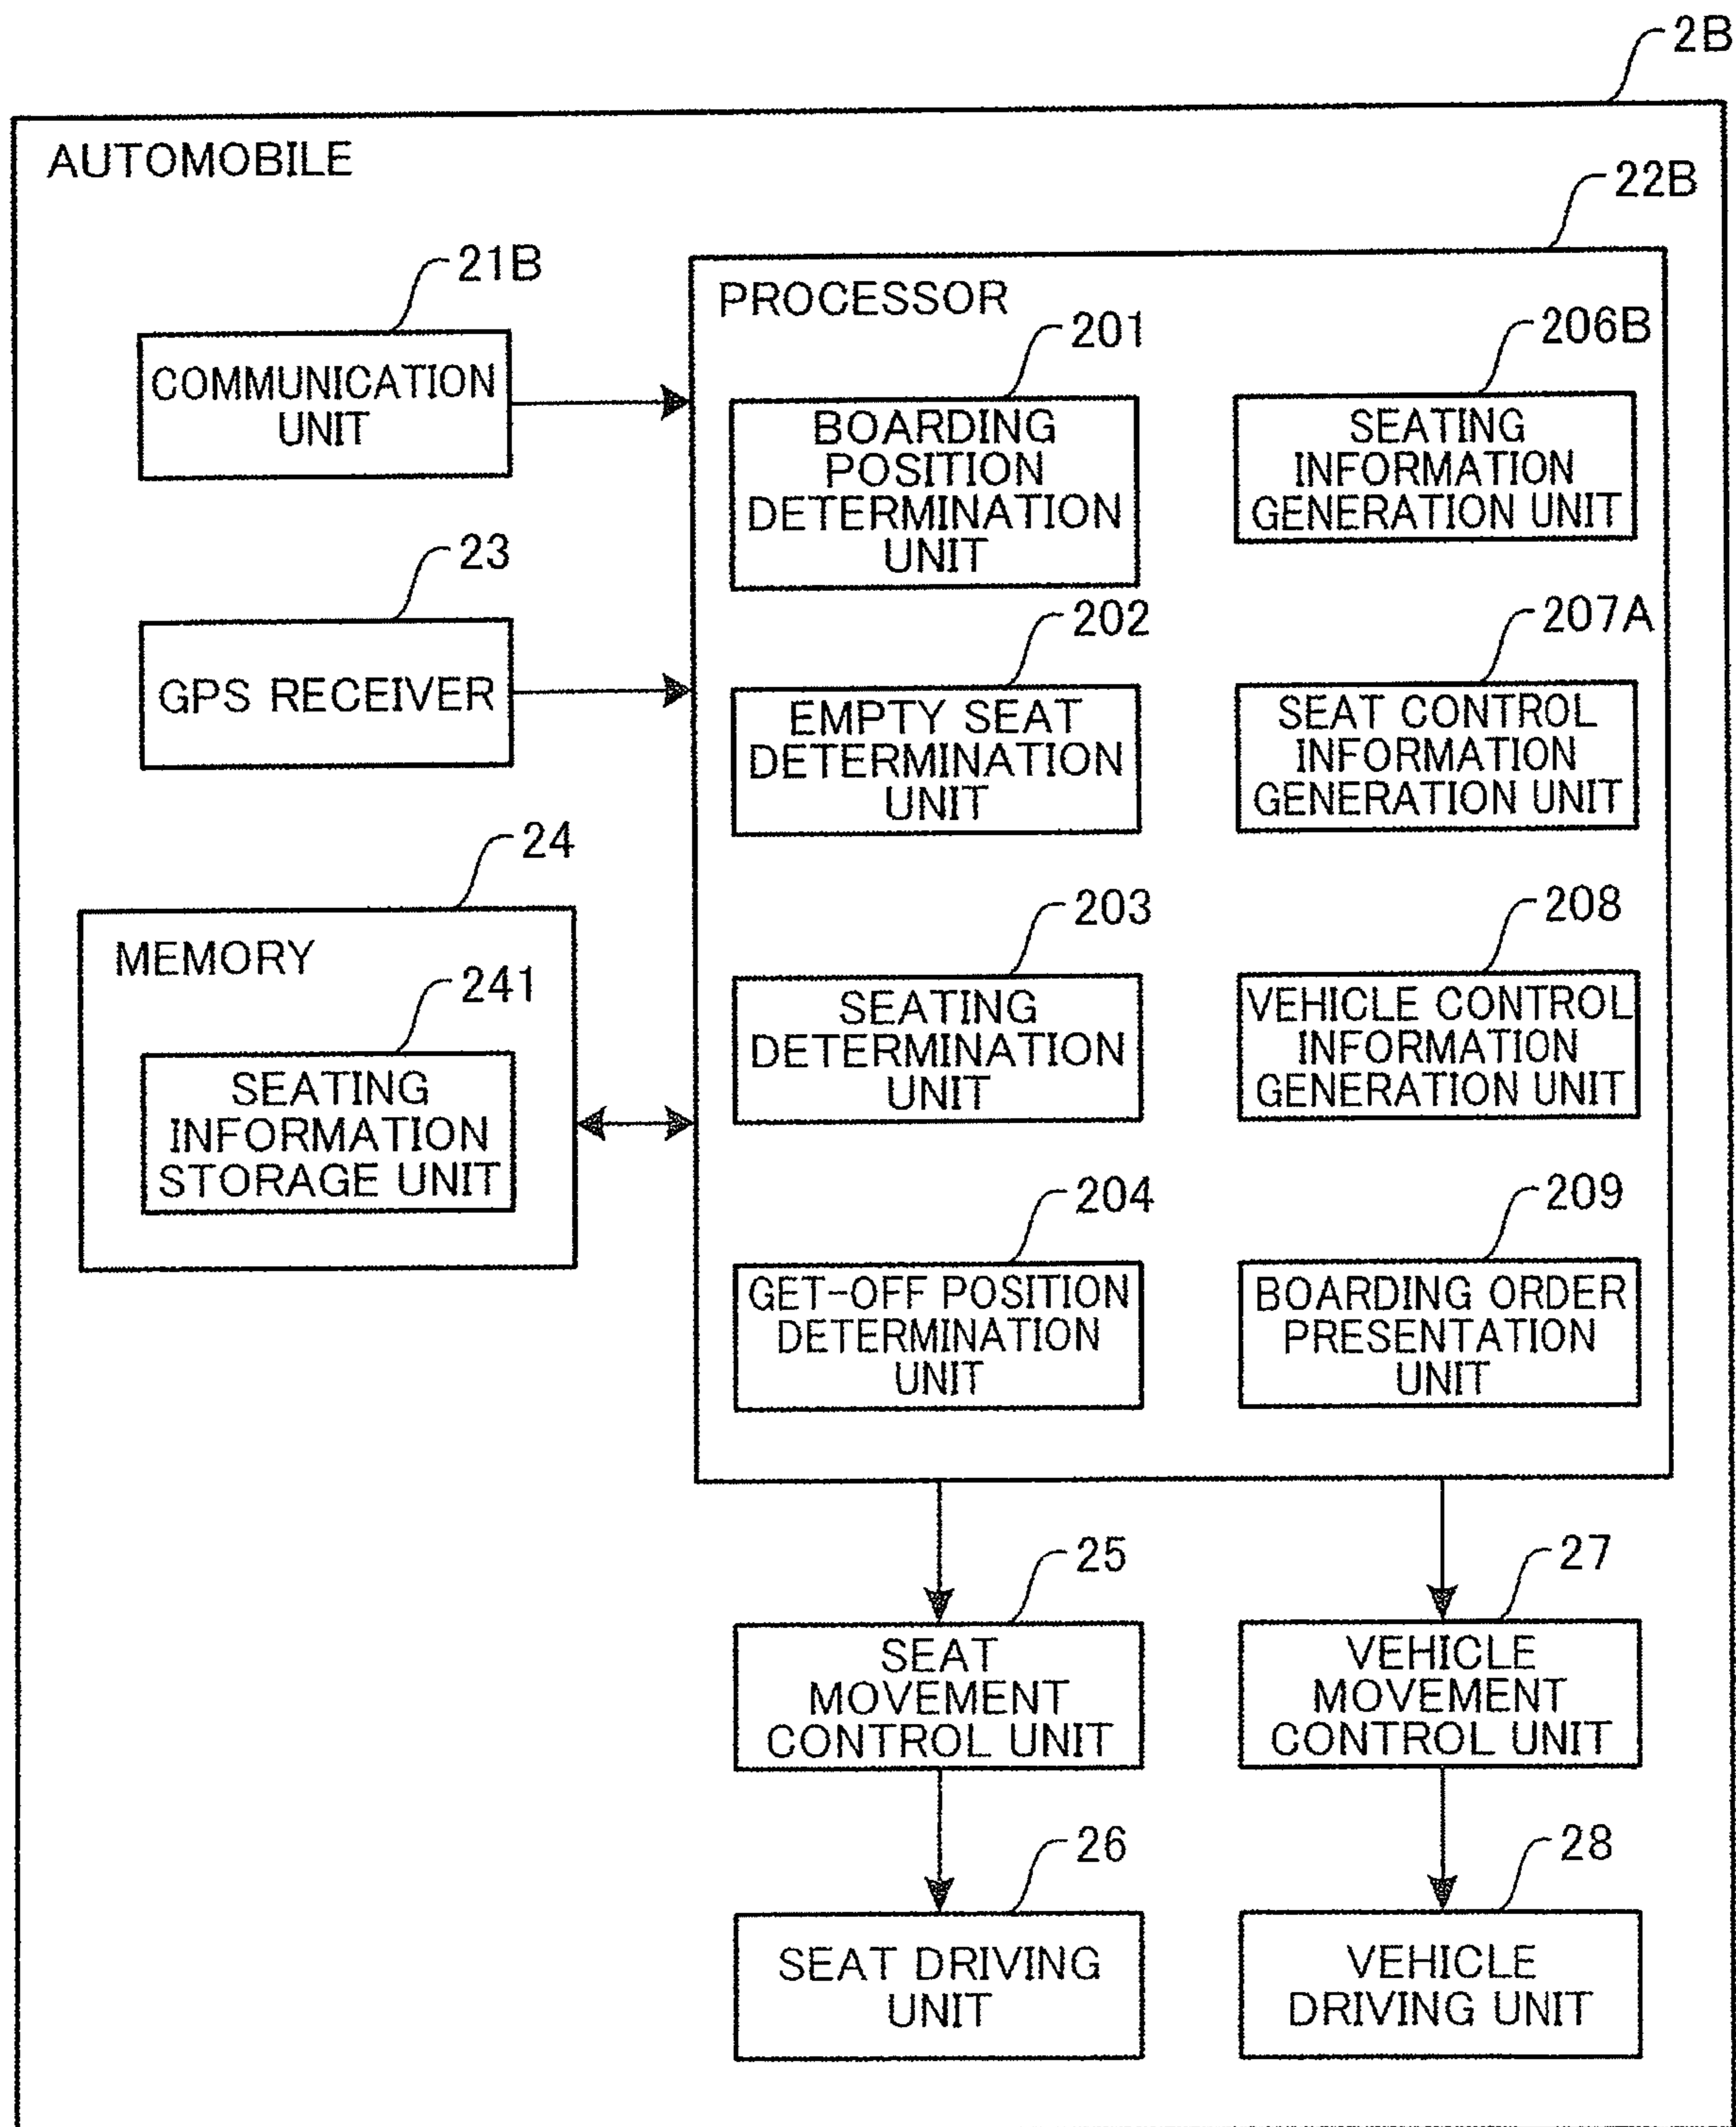 2B
AUTOMOBILE
22B
21B
PROCESSOR
COMMUNICATION
UNIT
201
BOARDING
POSITION
DETERMINATION
UNIT
206B
SEATING
INFORMATION
GENERATION UNIT
23
GPS RECEIVER
202
EMPTY SEAT
DETERMINATION
UNIT
207A
SEAT CONTROL
INFORMATION
GENERATION UNIT
24
MEMORY
241
SEATING
INFORMATION
STORAGE UNIT
203
SEATING
DETERMINATION
UNIT
208
VEHICLE CONTROL
INFORMATION
GENERATION UNIT
204
GET-OFF POSITION
DETERMINATION
UNIT
209
BOARDING ORDER
PRESENTATION
UNIT
25
SEAT
MOVEMENT
CONTROL UNIT
27
VEHICLE
MOVEMENT
CONTROL UNIT
26
SEAT DRIVING
UNIT
28
VEHICLE
DRIVING UNIT